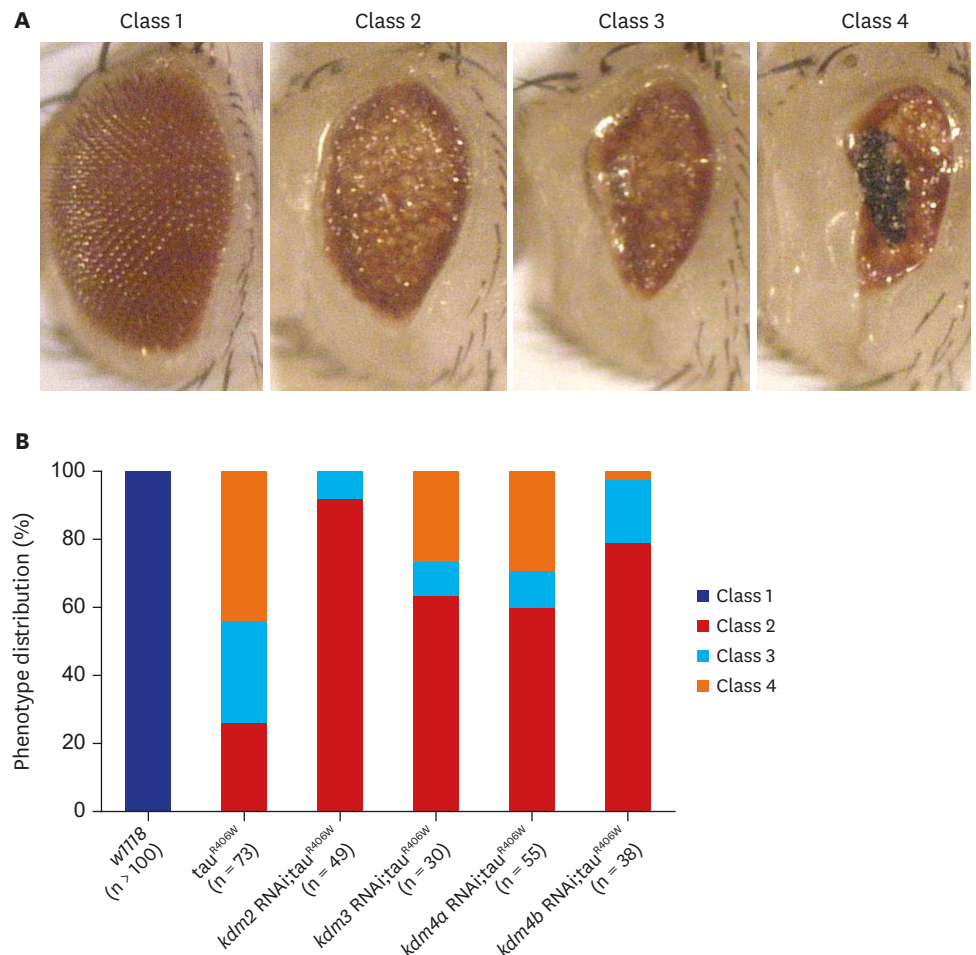 A
Class 1 Class 2 Class 3 Class 4
B
Phenotype distribution (%)
100
80
60
40
20
0
w1118
(n > 100)
tauR406W
(n = 73)
kdm2 RNAi;tauR406W
(n = 49)
kdm3 RNAi;tauR406W
(n = 30)
kdm4a RNAi;tauR406W
(n = 55)
kdm4b RNAi;tauR406W
(n = 38)
Class 1
Class 2
Class 3
Class 4